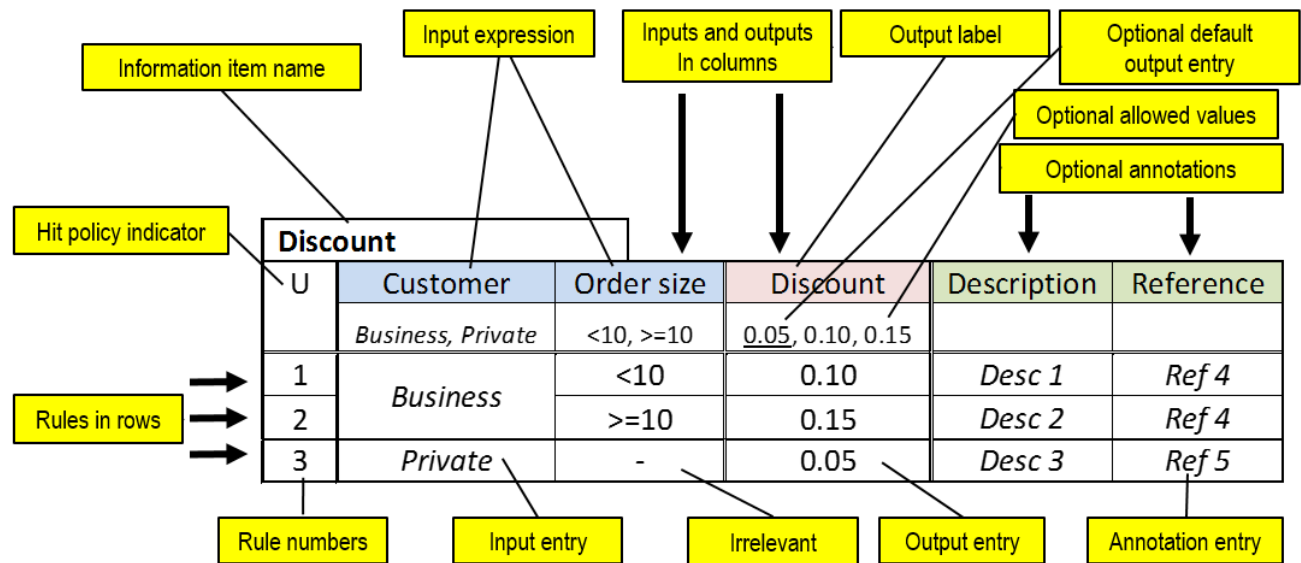 Input expression
Inputs and outputs
In columns
Output label
Optional default
output entry
Information item name
Optional allowed values
Optional annotations
Hit policy indicator
Discount
U Customer Order size Discount Description Reference
Business, Private <10, >=10 0.05, 0.10, 0.15
Rules in rows
1 Business <10 0.10 Desc 1 Ref 4
2 >=10 0.15 Desc 2 Ref 4
3 Private - 0.05 Desc 3 Ref 5
Rule numbers
Input entry
Irrelevant
Output entry
Annotation entry